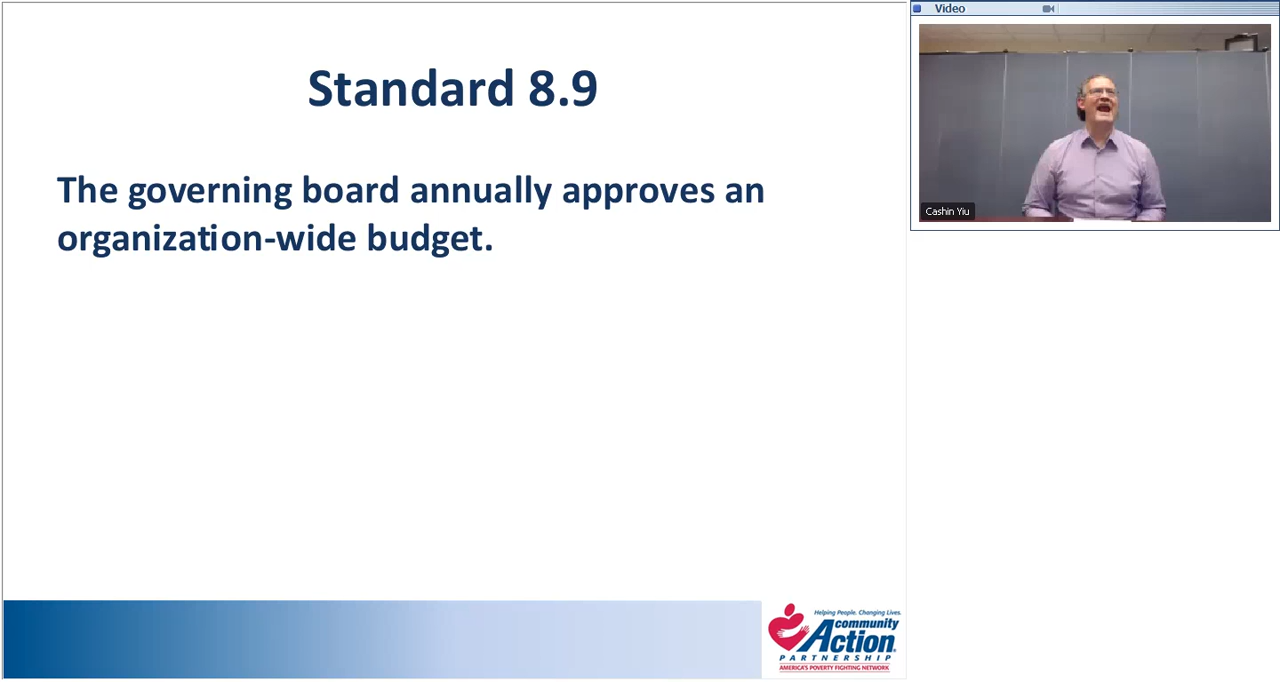 Standard 8.9
The governing board annually approves an
organization-wide budget.
Helping People. Changing Lives.
community
Action
PARTNERSHIP
AMERICA'S POVERTY FIGHTING NETWORK
Video
Cashin Yiu